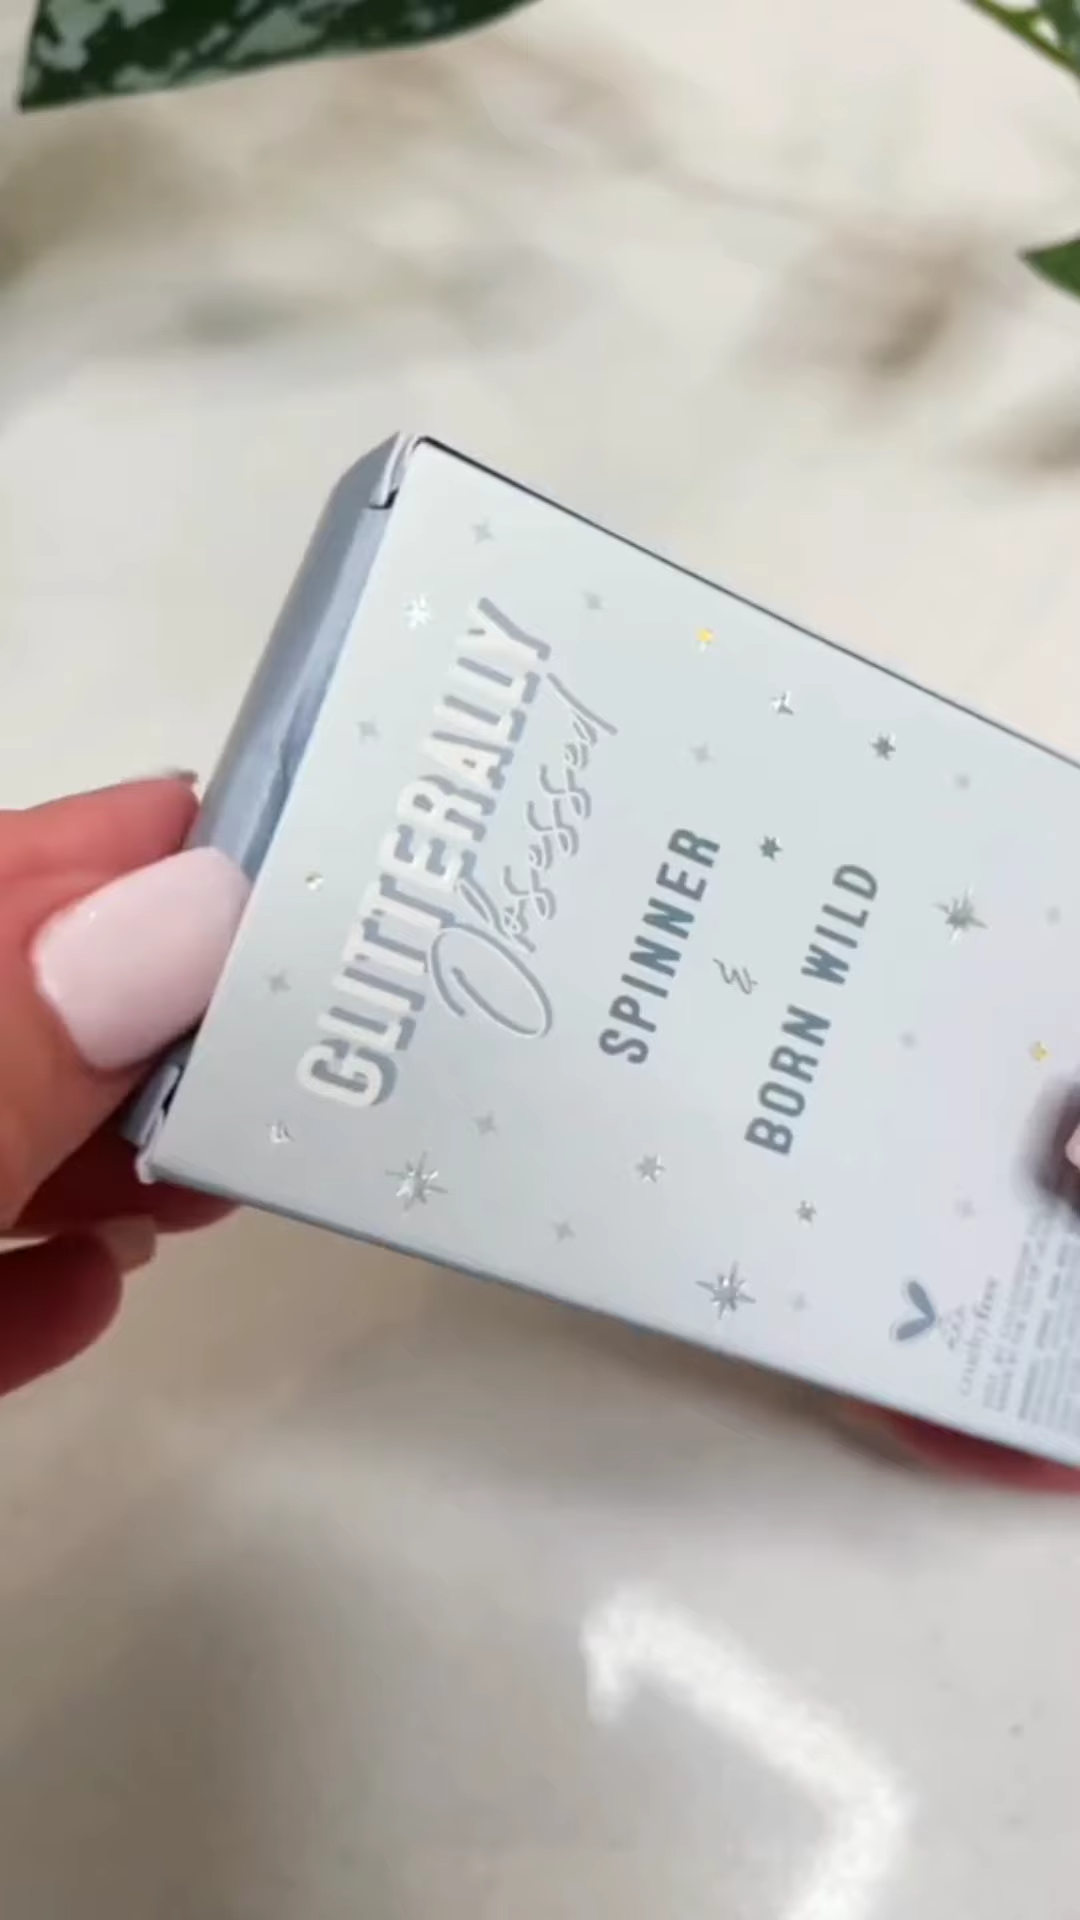 GLITTERALLY
Obsessed
SPINNER
&
BORN WILD
cruelty free